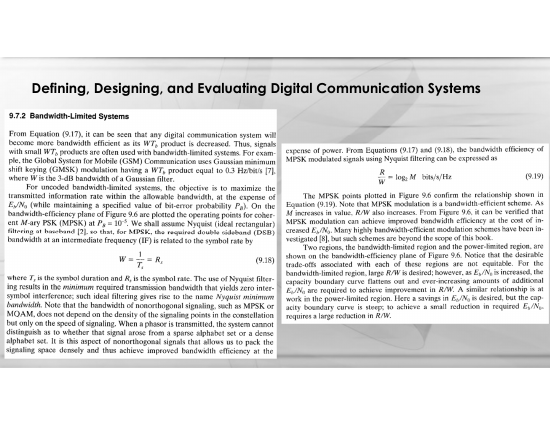 Defining, Designing, and Evaluating Digital Communication Systems
9.7.2 Bandwidth-Limited Systems
From Equation (9.17), it can be seen that any digital communication system will
become more bandwidth efficient as its WT_b product is decreased. Thus, signals
with small WT_b products are often used with bandwidth-limited systems. For exam-
ple, the Global System for Mobile (GSM) Communication uses Gaussian minimum
shift keying (GMSK) modulation having a WT_b product equal to 0.3 Hz/bit/s [7],
where W is the 3-dB bandwidth of a Gaussian filter.
For uncoded bandwidth-limited systems, the objective is to maximize the
transmitted information rate within the allowable bandwidth, at the expense of
E_b/N_0 (while maintaining a specified value of bit-error probability P_B). On the
bandwidth-efficiency plane of Figure 9.6 are plotted the operating points for coher-
ent M-ary PSK (MPSK) at P_B = 10^-5. We shall assume Nyquist (ideal rectangular)
filtering at baseband [2], so that, for MPSK, the required double-sideband (DSB)
bandwidth at an intermediate frequency (IF) is related to the symbol rate by
W = 1/T_s = R_s (9.18)
where T_s is the symbol duration and R_s is the symbol rate. The use of Nyquist filter-
ing results in the minimum required transmission bandwidth that yields zero inter-
symbol interference; such ideal filtering gives rise to the name Nyquist minimum
bandwidth. Note that the bandwidth of nonorthogonal signaling, such as MPSK or
MQAM, does not depend on the density of the signaling points in the constellation
but only on the speed of signaling. When a phasor is transmitted, the system cannot
distinguish as to whether that signal arose from a sparse alphabet set or a dense
alphabet set. It is this aspect of nonorthogonal signals that allows us to pack the
signaling space densely and thus achieve improved bandwidth efficiency at the
expense of power. From Equations (9.17) and (9.18), the bandwidth efficiency of
MPSK modulated signals using Nyquist filtering can be expressed as
R/W = log_2 M bits/s/Hz (9.19)
The MPSK points plotted in Figure 9.6 confirm the relationship shown in
Equation (9.19). Note that MPSK modulation is a bandwidth-efficient scheme. As
M increases in value, R/W also increases. From Figure 9.6, it can be verified that
MPSK modulation can achieve improved bandwidth efficiency at the cost of in-
creased E_b/N_0. Many highly bandwidth-efficient modulation schemes have been in-
vestigated [8], but such schemes are beyond the scope of this book.
Two regions, the bandwidth-limited region and the power-limited region, are
shown on the bandwidth-efficiency plane of Figure 9.6. Notice that the desirable
trade-offs associated with each of these regions are not equitable. For the
bandwidth-limited region, large R/W is desired; however, as E_b/N_0 is increased, the
capacity boundary curve flattens out and ever-increasing amounts of additional
E_b/N_0 are required to achieve improvement in R/W. A similar relationship is at
work in the power-limited region. Here a savings in E_b/N_0 is desired, but the cap-
acity boundary curve is steep; to achieve a small reduction in required E_b/N_0,
requires a large reduction in R/W.